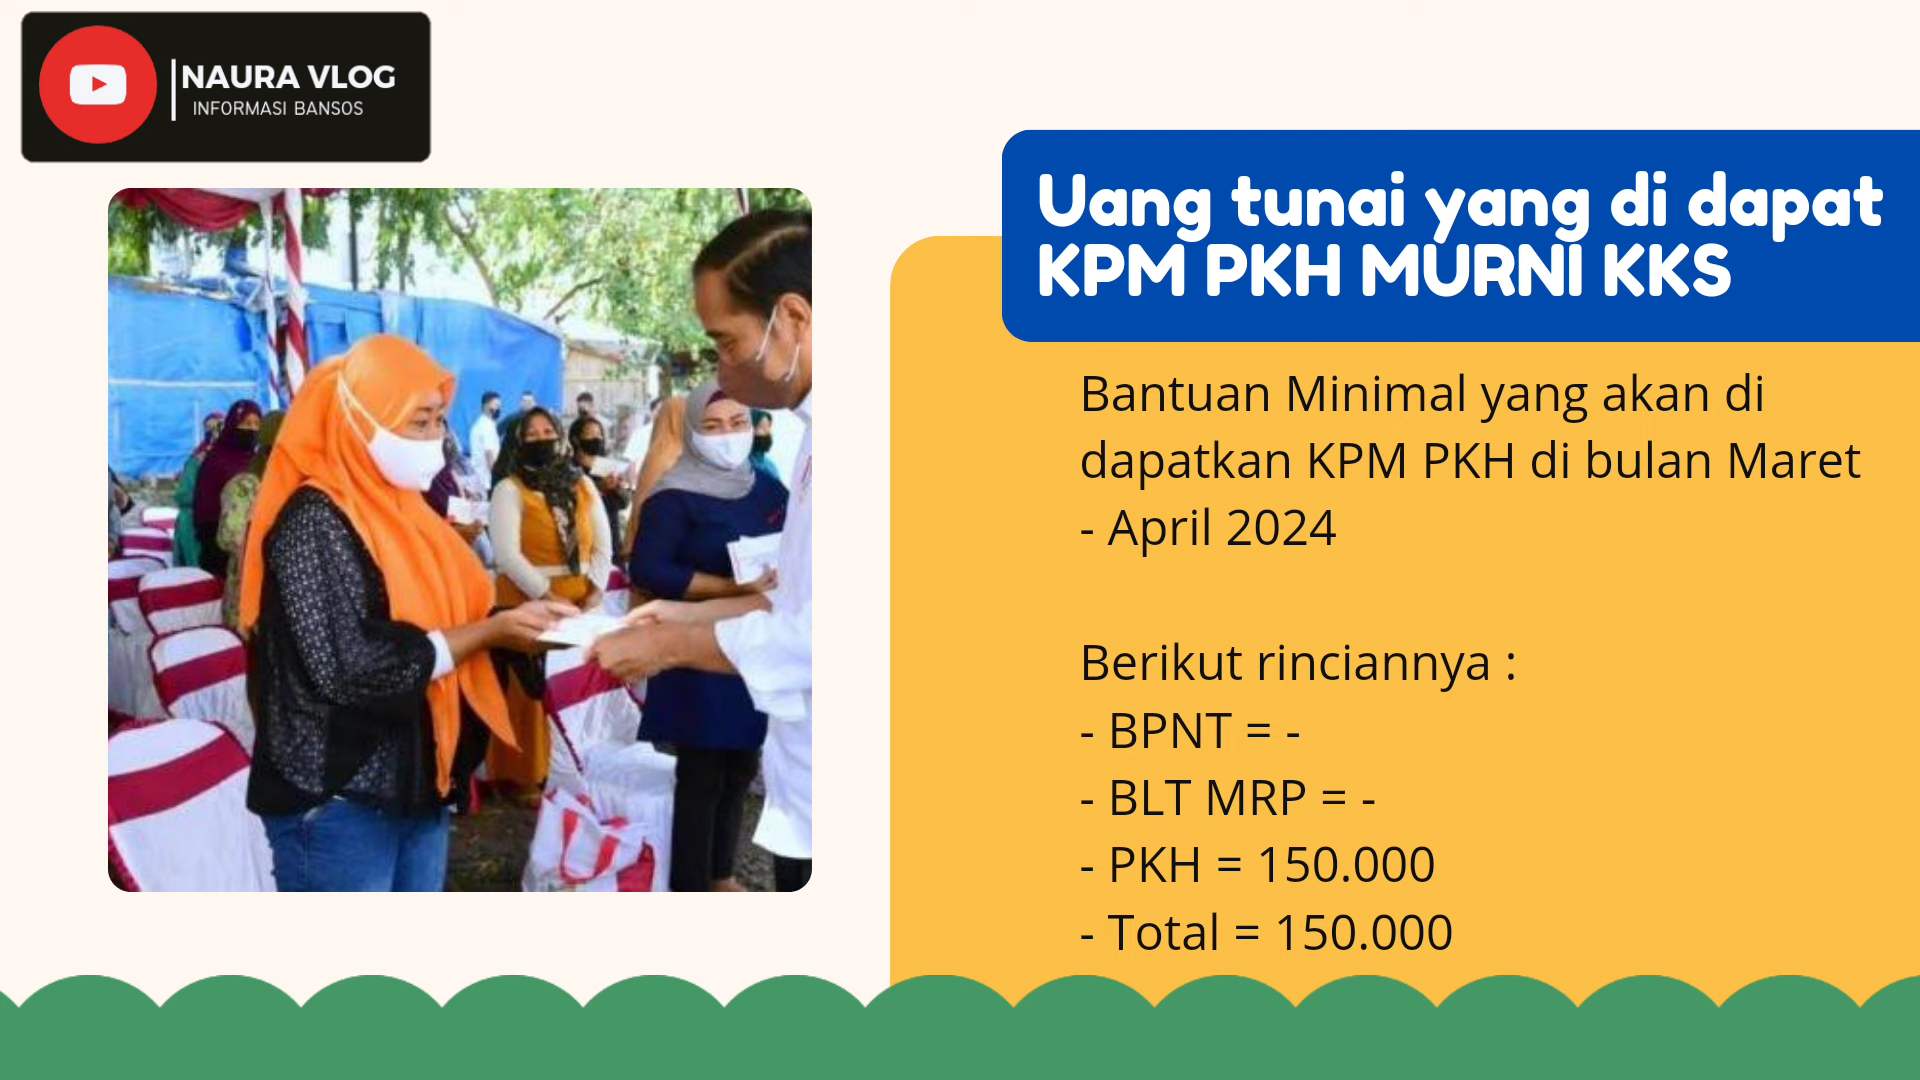 NAURA VLOG
INFORMASI BANSOS
Uang tunai yang di dapat
KPM PKH MURNI KKS
Bantuan Minimal yang akan di
dapatkan KPM PKH di bulan Maret
- April 2024
Berikut rinciannya :
- BPNT = -
- BLT MRP = -
- PKH = 150.000
- Total = 150.000